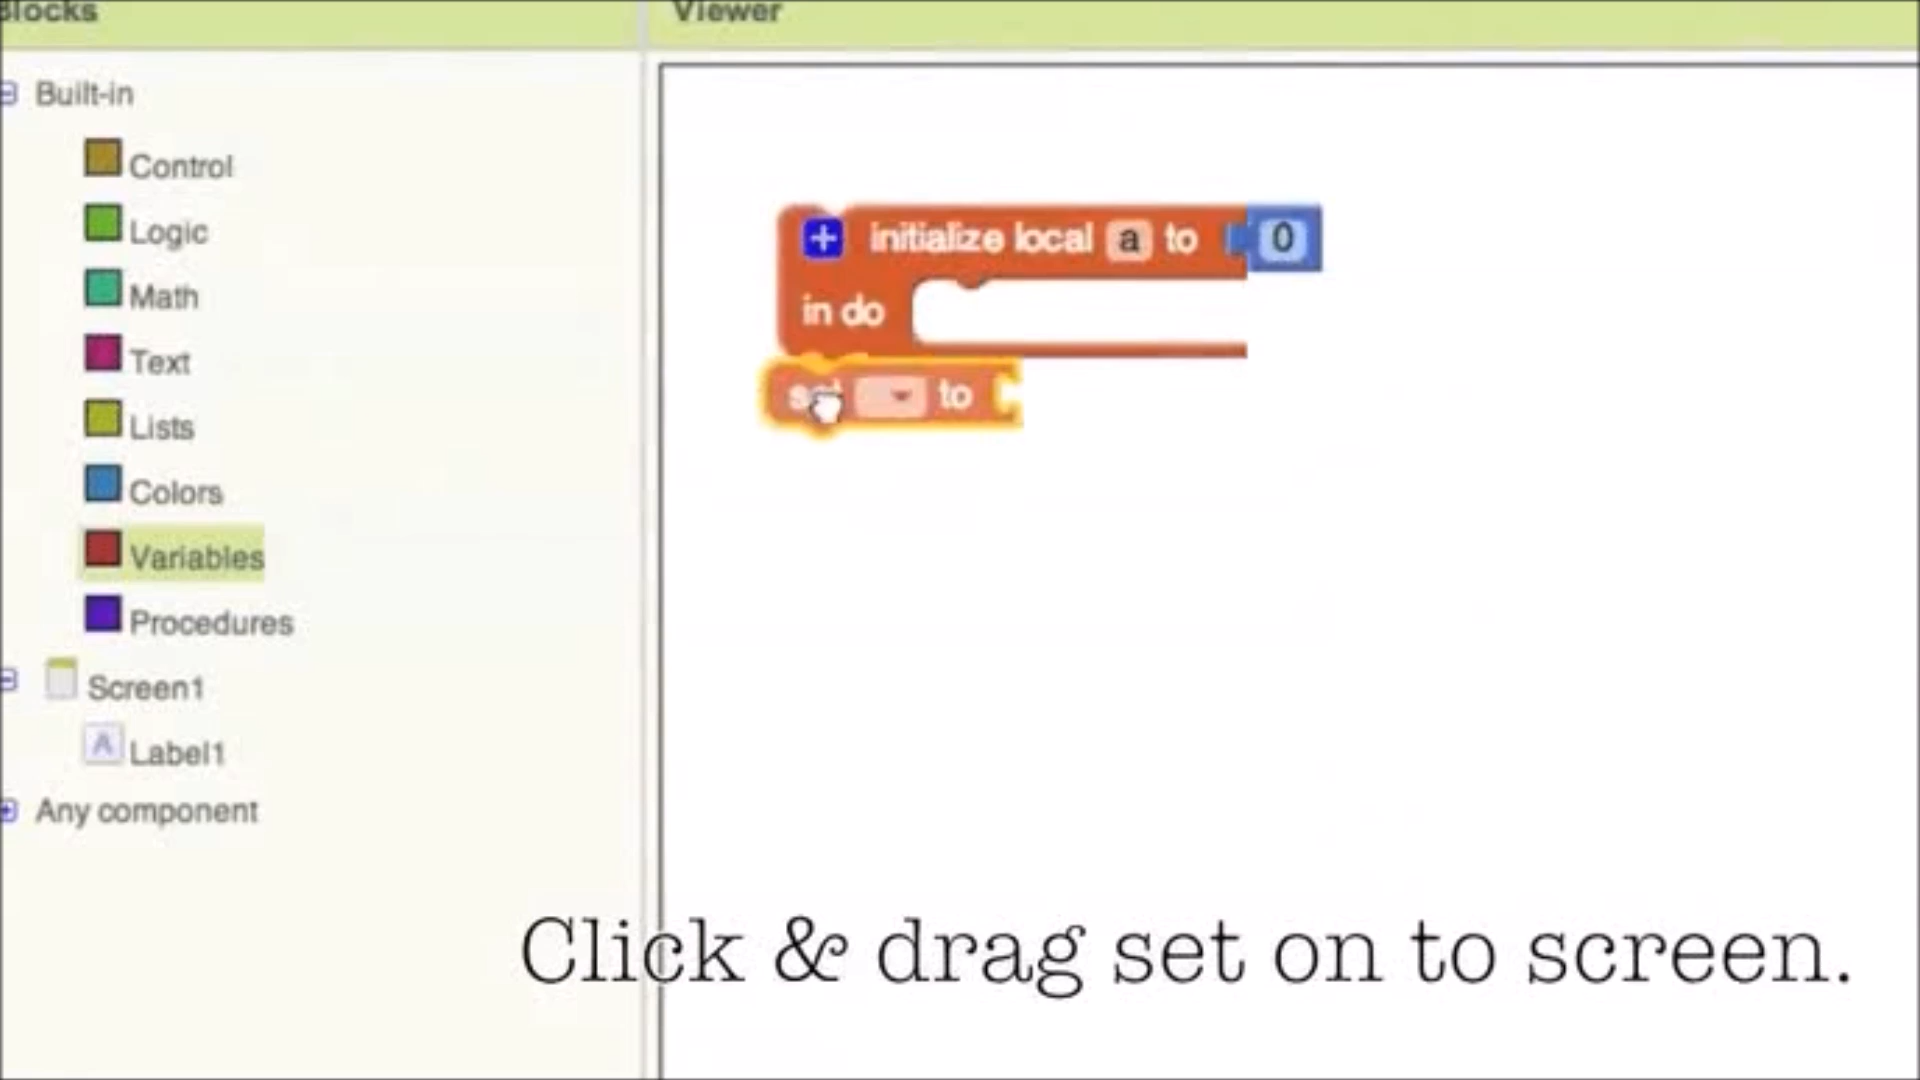 Blocks
Viewer
Built-in
Control
Logic
Math
Text
Lists
Colors
Variables
Procedures
Screen1
A Label1
Any component
initialize local a to 0
in do
set to
Click & drag set on to screen.